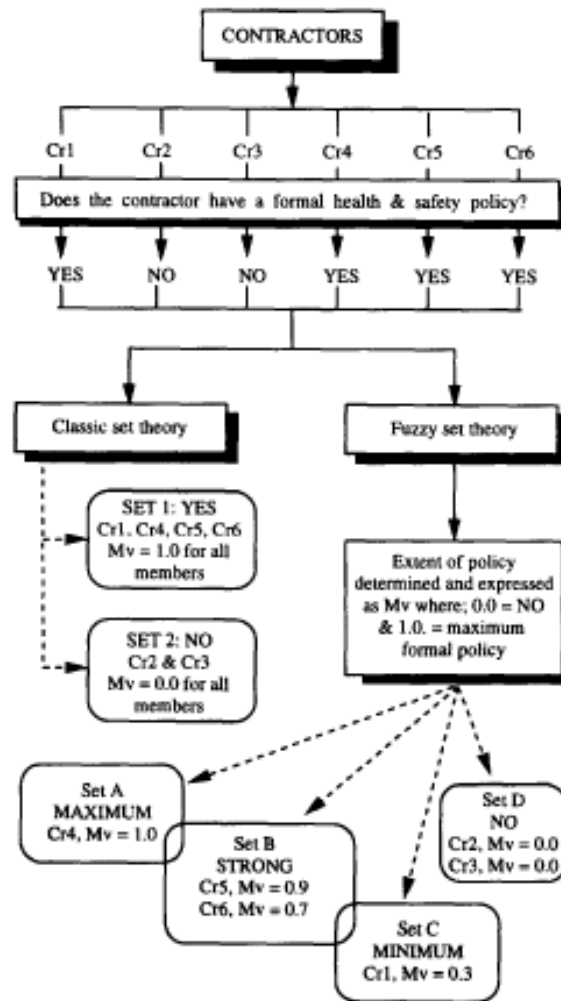 CONTRACTORS
Cr1 Cr2 Cr3 Cr4 Cr5 Cr6
Does the contractor have a formal health & safety policy?
YES NO NO YES YES YES
Classic set theory
Fuzzy set theory
SET 1: YES
Cr1, Cr4, Cr5, Cr6
Mv = 1.0 for all
members
SET 2: NO
Cr2 & Cr3
Mv = 0.0 for all
members
Extent of policy
determined and expressed
as Mv where; 0.0 = NO
& 1.0. = maximum
formal policy
Set A
MAXIMUM
Cr4, Mv = 1.0
Set B
STRONG
Cr5, Mv = 0.9
Cr6, Mv = 0.7
Set C
MINIMUM
Cr1, Mv = 0.3
Set D
NO
Cr2, Mv = 0.0
Cr3, Mv = 0.0